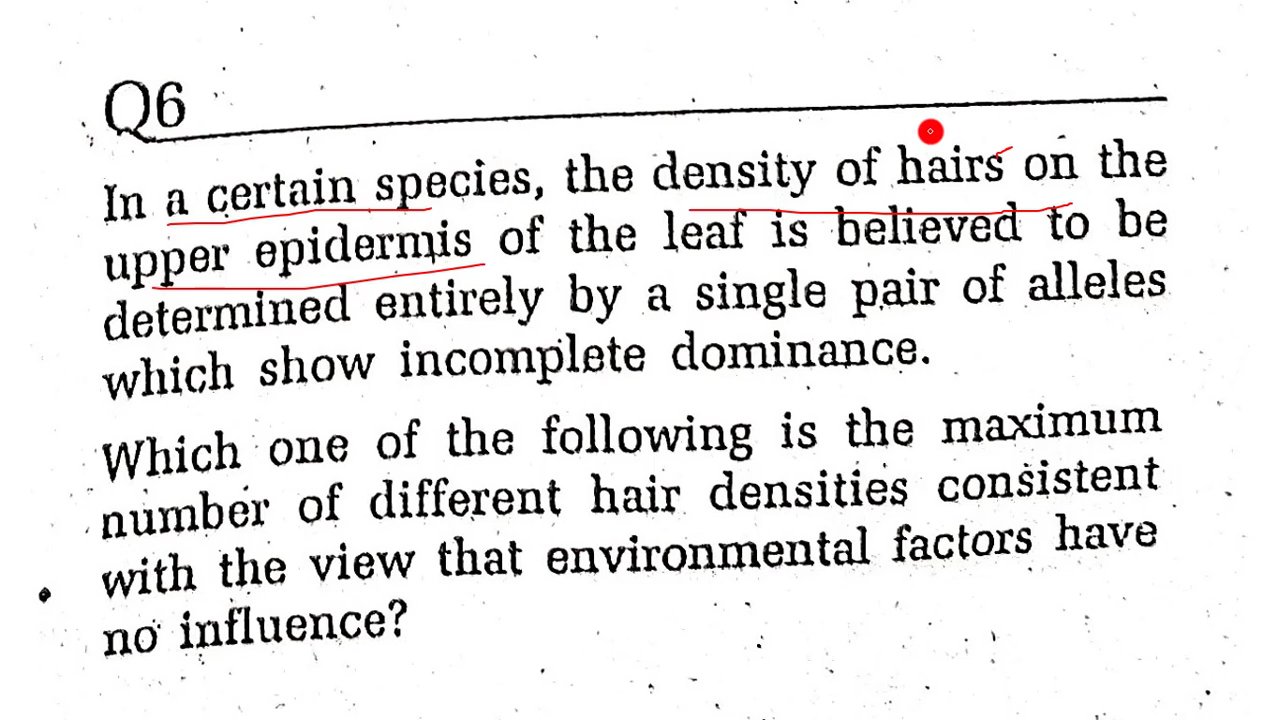 Q6
In a certain species, the density of hairs on the
upper epidermis of the leaf is believed to be
determined entirely by a single pair of alleles
which show incomplete dominance.
Which one of the following is the maximum
number of different hair densities consistent
with the view that environmental factors have
no influence?